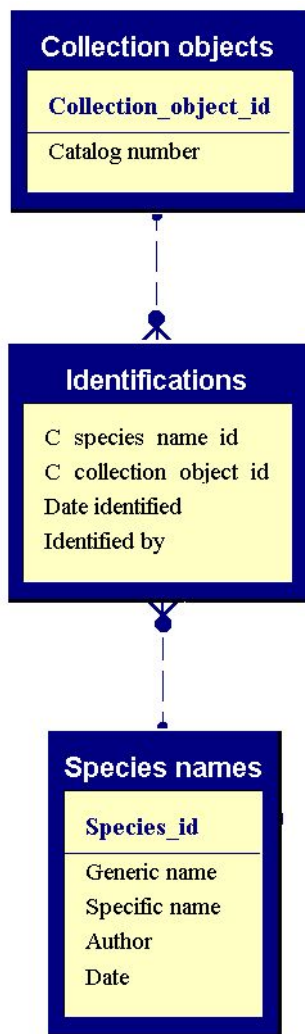 Collection objects
Collection_object_id
Catalog number
Identifications
C species name id
C collection object id
Date identified
Identified by
Species names
Species_id
Generic name
Specific name
Author
Date